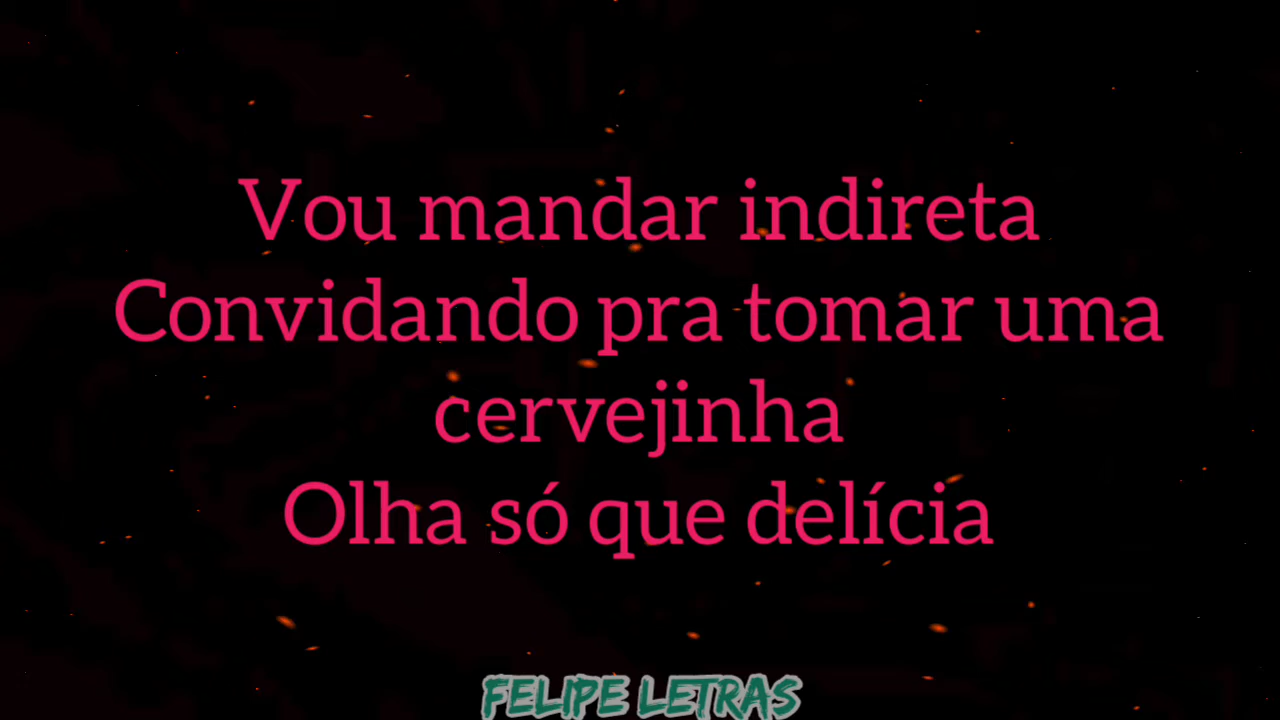 Vou mandar indireta
Convidando pra tomar uma
cervejinha
Olha só que delícia
FELIPE LETRAS